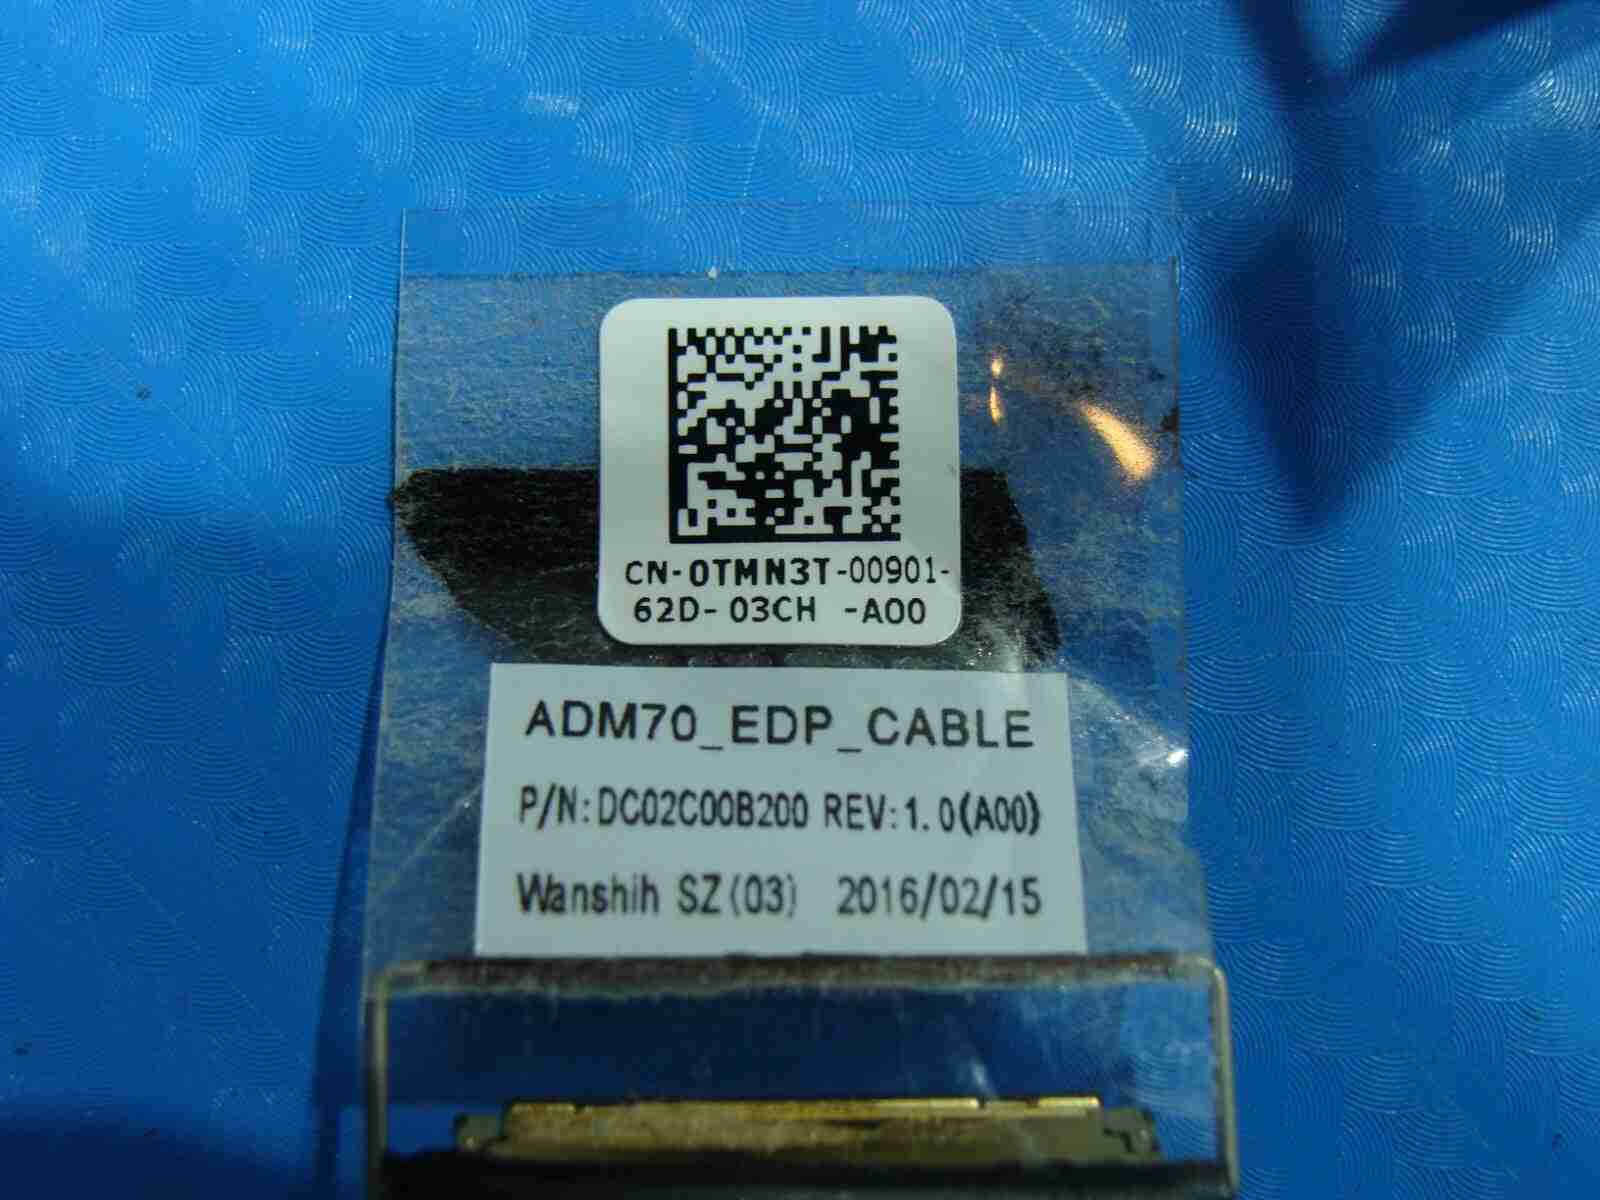 CN-0TMN3T-00901-
62D- 03CH -A00
ADM70_EDP_CABLE
P/N:DC02C00B200 REV:1.0(A00)
Wanshih SZ(03) 2016/02/15